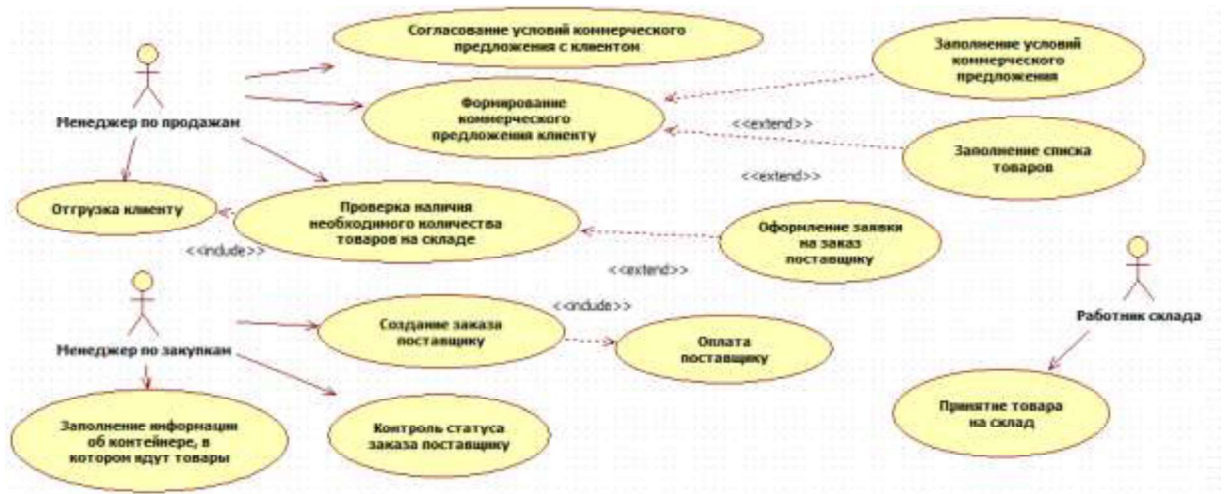 Согласование условий коммерческого
предложения с клиентом
Заполнение условий
коммерческого
предложения
Формирование
коммерческого
предложения клиенту
Менеджер по продажам
<<extend>>
Заполнение списка
товаров
<<extend>>
Отгрузка клиенту
Проверка наличия
необходимого количества
товаров на складе
Оформление заявки
на заказ
поставщику
<<include>>
<<extend>>
<<include>>
Создание заказа
поставщику
Работник склада
Менеджер по закупкам
Оплата
поставщику
Заполнение информации
об контейнере, в
котором идут товары
Контроль статуса
заказа поставщику
Принятие товара
на склад